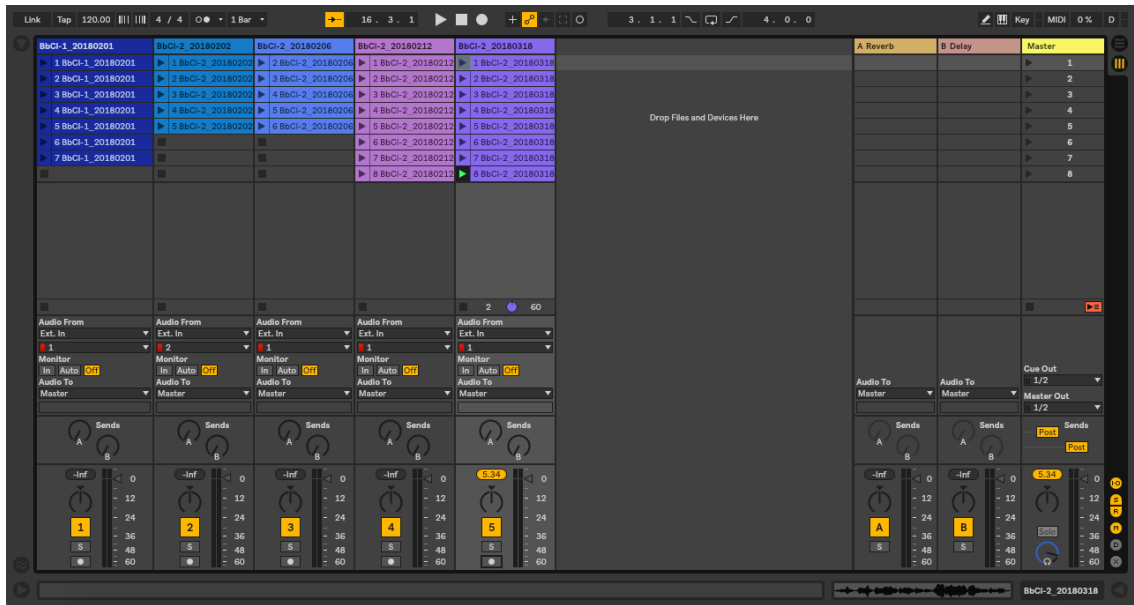 Link Tap 120.00 4 / 4 1 Bar 16 . 3 . 1 3 . 1 . 1 4 . 0 . 0 Key MIDI 0 % D
BbCl-1_20180201 BbCl-2_20180202 BbCl-2_20180206 BbCl-2_20180212 BbCl-2_20180318 A Reverb B Delay Master
1 BbCl-1_20180201 1 BbCl-2_20180202 2 BbCl-2_20180206 1 BbCl-2_20180212 1 BbCl-2_20180318 1
2 BbCl-1_20180201 2 BbCl-2_20180202 3 BbCl-2_20180206 2 BbCl-2_20180212 2 BbCl-2_20180318 2
3 BbCl-1_20180201 3 BbCl-2_20180202 4 BbCl-2_20180206 3 BbCl-2_20180212 3 BbCl-2_20180318 3
4 BbCl-1_20180201 4 BbCl-2_20180202 5 BbCl-2_20180206 4 BbCl-2_20180212 4 BbCl-2_20180318 4
Drop Files and Devices Here
5 BbCl-1_20180201 5 BbCl-2_20180202 6 BbCl-2_20180206 5 BbCl-2_20180212 5 BbCl-2_20180318 5
6 BbCl-1_20180201 6 BbCl-2_20180212 6 BbCl-2_20180318 6
7 BbCl-1_20180201 7 BbCl-2_20180212 7 BbCl-2_20180318 7
8 BbCl-2_20180212 8 BbCl-2_20180318 8
2 60
Audio From Audio From Audio From Audio From Audio From
Ext. In Ext. In Ext. In Ext. In Ext. In
1 2 1 1 1
Monitor Monitor Monitor Monitor Monitor
In Auto Off In Auto Off In Auto Off In Auto Off In Auto Off Cue Out
Audio To Audio To Audio To Audio To Audio To Audio To Audio To 1/2
Master Master Master Master Master Master Master Master Out
1/2
Sends Sends Sends Sends Sends Sends
A A A A A A A Post
B B B B B B B Post
-Inf -Inf -Inf -Inf 5.34 -Inf -Inf 5.34
0 0 0 0 0 0 0 0 I-O
12 12 12 12 12 12 12 12 S
24 24 24 24 24 24 24 24 R
1 2 3 4 5 A B M
36 36 36 36 36 36 36 Solo 36
S S S S S S S D
48 48 48 48 48 48 48 48
60 60 60 60 60 60 60 60 X
BbCl-2_20180318